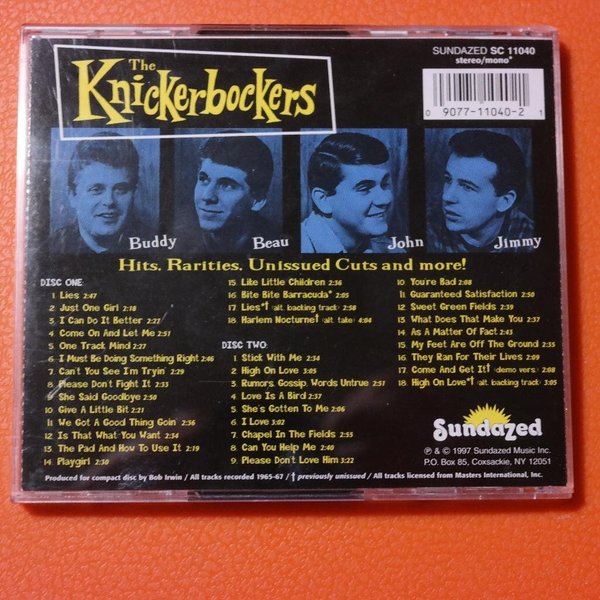 The
Knickerbockers
SUNDAZED SC 11040
stereo/mono*
0 9077-11040-2 1
Buddy
Beau
John
Jimmy
Hits, Rarities, Unissued Cuts and more!
DISC ONE:
1 Lies 2:47
2 Just One Girl 2:18
3 I Can Do It Better 2:27
4 Come On And Let Me 2:51
5 One Track Mind 2:27
6 I Must Be Doing Something Right 2:46
7 Can't You See I'm Tryin' 2:29
8 Please Don't Fight It 2:33
9 She Said Goodbye 2:50
10 Give A Little Bit 2:21
11 We Got A Good Thing Goin' 2:36
12 Is That What You Want 2:34
13 The Pad And How To Use It 2:19
14 Playgirl 2:30
15 Like Little Children 2:36
16 Bite Bite Barracuda* 2:05
17 Lies*† (alt. backing track) 2:58
18 Harlem Nocturne† (alt. take) 4:04
DISC TWO:
1 Stick With Me 2:34
2 High On Love 3:05
3 Rumors, Gossip, Words Untrue 2:51
4 Love Is A Bird 2:37
5 She's Gotten To Me 2:06
6 I Love 3:02
7 Chapel In The Fields 2:55
8 Can You Help Me 2:40
9 Please Don't Love Him 3:22
10 You're Bad 2:08
11 Guaranteed Satisfaction 2:50
12 Sweet Green Fields 2:39
13 What Does That Make You 2:37
14 As A Matter Of Fact 2:43
15 My Feet Are Off The Ground 2:33
16 They Ran For Their Lives 2:09
17 Come And Get It† (demo vers.) 2:08
18 High On Love*† (alt. backing track) 3:05
Sundazed
℗ & © 1997 Sundazed Music Inc.
P.O. Box 85, Coxsackie, NY 12051
Produced for compact disc by Bob Irwin / All tracks recorded 1965-67 / † previously unissued / All tracks licensed from Masters International, Inc.